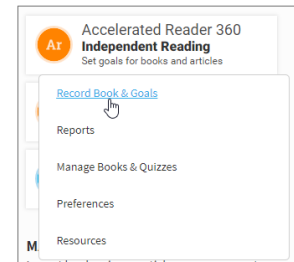 Ar
Accelerated Reader 360
Independent Reading
Set goals for books and articles
Record Book & Goals
Reports
Manage Books & Quizzes
Preferences
Resources
M